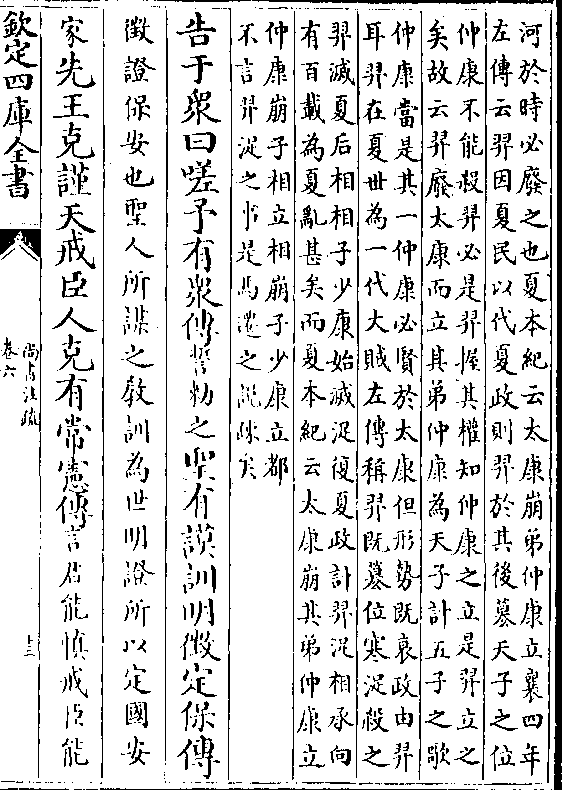 河於時必廢之也夏本紀云太康崩弟仲康立襄四年
左傳云羿因夏民以代夏政則羿於其後簒天子之位
仲康不能殺羿必是羿握其權知仲康之立是羿立之
矣故云羿廢太康而立其弟仲康為天子計五子之歌
仲康當是其一仲康必賢於太康但形勢既衰政由羿
耳羿在夏世為一代大賊左傳稱羿既簒位寒浞殺之
羿滅夏后相相子少康始滅浞復夏政計羿浞相承向
有百載為夏亂甚矣而夏本紀云太康崩其弟仲康立
仲康崩子相立相崩子少康立都
不言羿浞之事是馬遷之説疎矣
告于衆曰嗟予有衆傳誓勑之聖有謨訓明徵定保傳
徵證保安也聖人所謀之敎訓為世明證所以定國安
家先王克謹天戒臣人克有常憲傳言君能慎戒臣能
欽定四庫全書
尚書注疏
卷六
十三